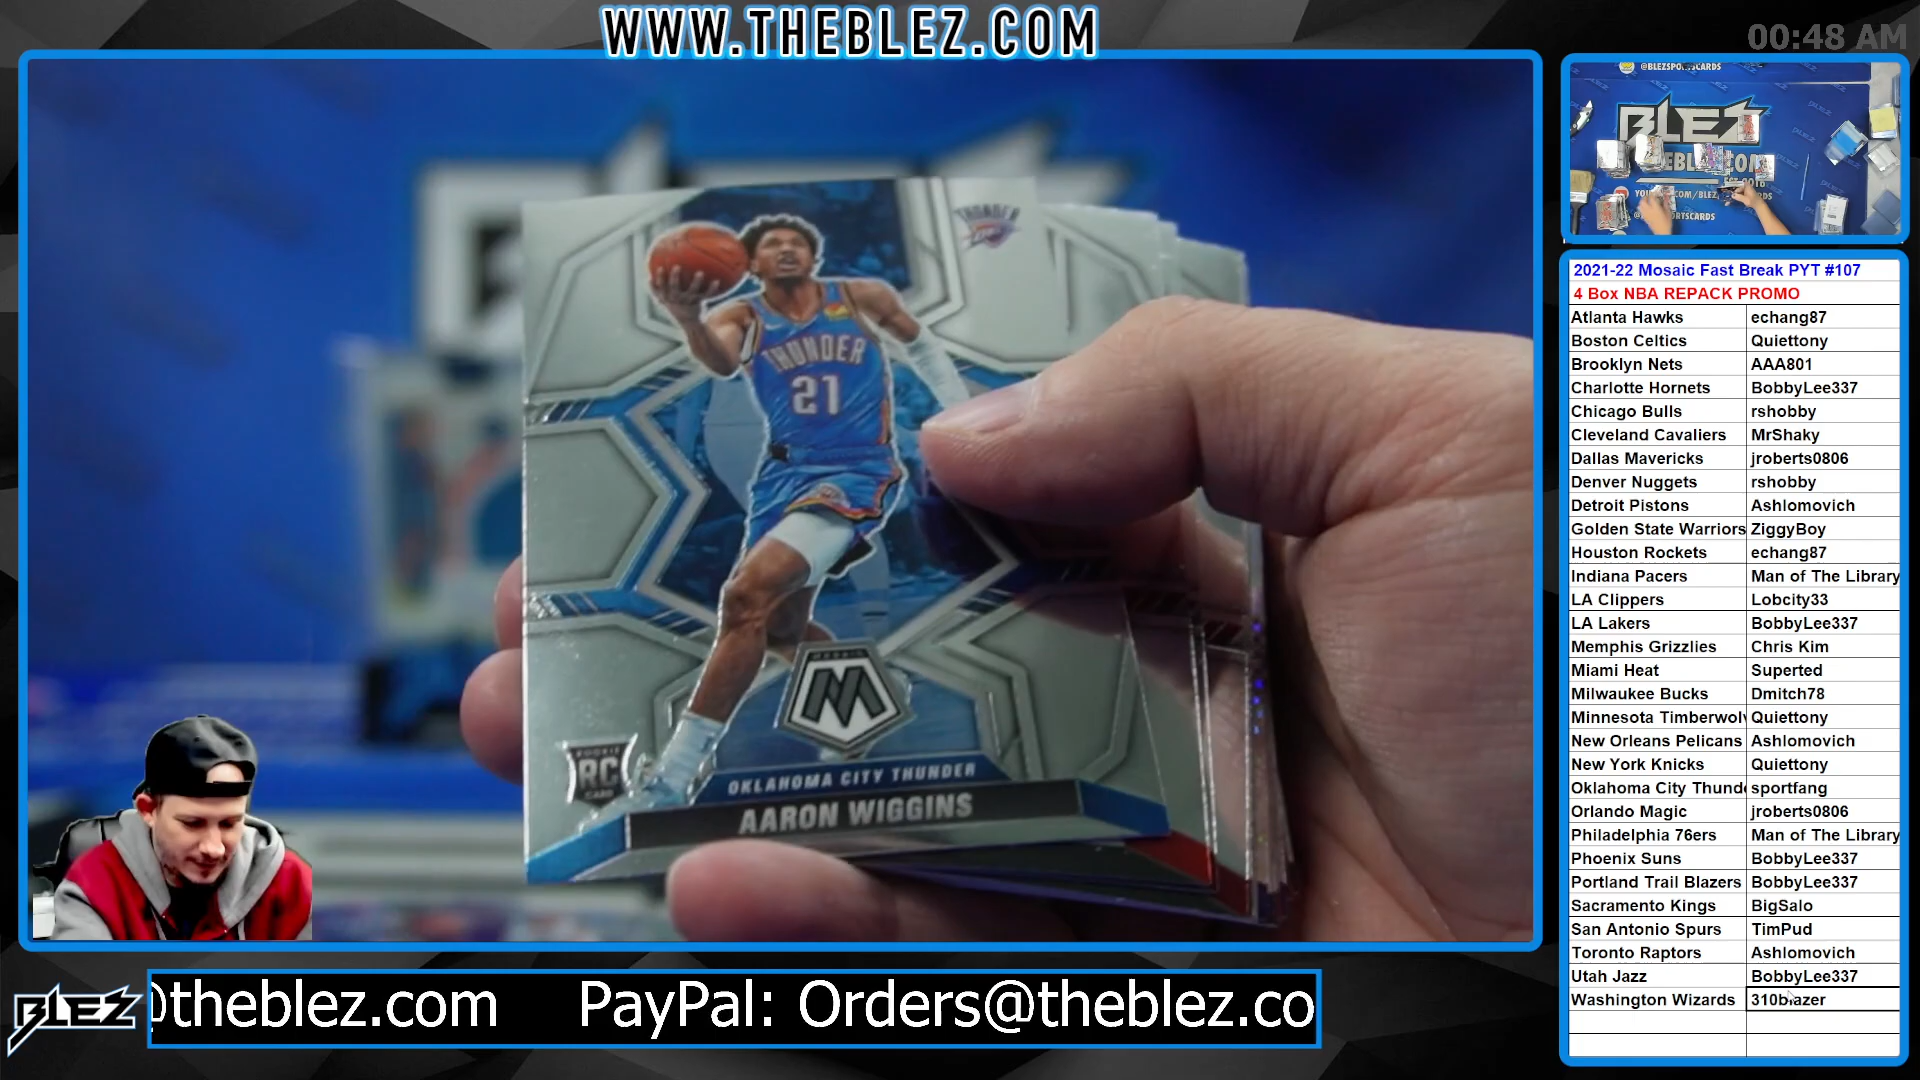 WWW.THEBLEZ.COM
00:48 AM
@BLEZSPORTSCARDS
BLEZ
THUNDER
THUNDER
21
MOSAIC
M
ROOKIE
RC
CARD
OKLAHOMA CITY THUNDER
AARON WIGGINS
2021-22 Mosaic Fast Break PYT #107
4 Box NBA REPACK PROMO
Atlanta Hawks echang87
Boston Celtics Quiettony
Brooklyn Nets AAA801
Charlotte Hornets BobbyLee337
Chicago Bulls rshobby
Cleveland Cavaliers MrShaky
Dallas Mavericks jroberts0806
Denver Nuggets rshobby
Detroit Pistons Ashlomovich
Golden State Warriors ZiggyBoy
Houston Rockets echang87
Indiana Pacers Man of The Library
LA Clippers Lobcity33
LA Lakers BobbyLee337
Memphis Grizzlies Chris Kim
Miami Heat Superted
Milwaukee Bucks Dmitch78
Minnesota Timberwolv Quiettony
New Orleans Pelicans Ashlomovich
New York Knicks Quiettony
Oklahoma City Thund sportfang
Orlando Magic jroberts0806
Philadelphia 76ers Man of The Library
Phoenix Suns BobbyLee337
Portland Trail Blazers BobbyLee337
Sacramento Kings BigSalo
San Antonio Spurs TimPud
Toronto Raptors Ashlomovich
Utah Jazz BobbyLee337
Washington Wizards 310blazer
BLEZ
@theblez.com PayPal: Orders@theblez.co